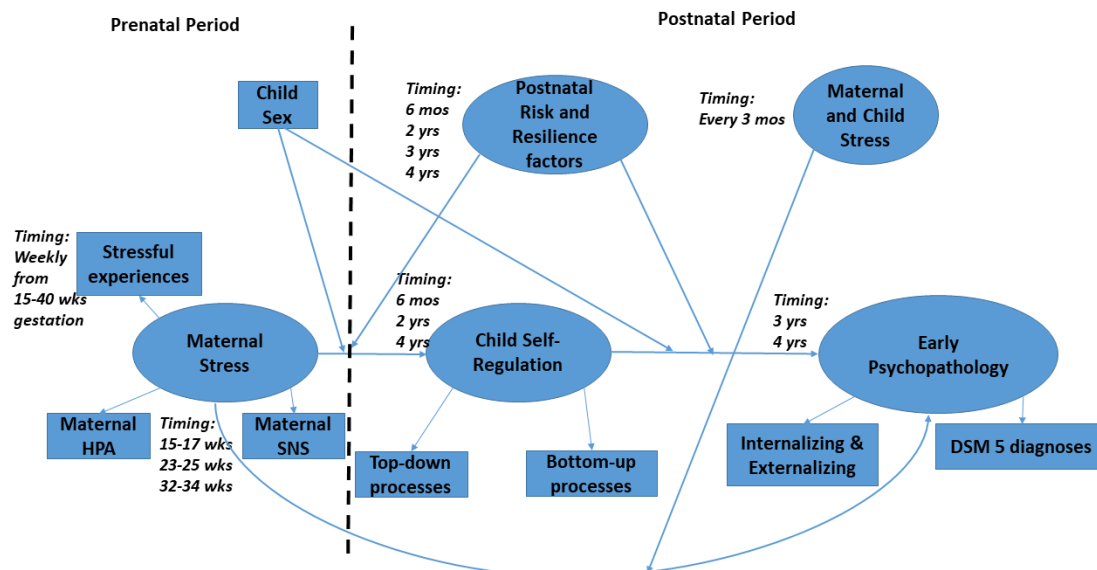 Prenatal Period
Postnatal Period
Child
Sex
Timing:
6 mos
2 yrs
3 yrs
4 yrs
Postnatal
Risk and
Resilience
factors
Timing:
Every 3 mos
Maternal
and Child
Stress
Timing:
Weekly
from
15-40 wks
gestation
Stressful
experiences
Maternal
Stress
Timing:
6 mos
2 yrs
4 yrs
Child Self-
Regulation
Timing:
3 yrs
4 yrs
Early
Psychopathology
Maternal
HPA
Timing:
15-17 wks
23-25 wks
32-34 wks
Maternal
SNS
Top-down
processes
Bottom-up
processes
Internalizing &
Externalizing
DSM 5 diagnoses